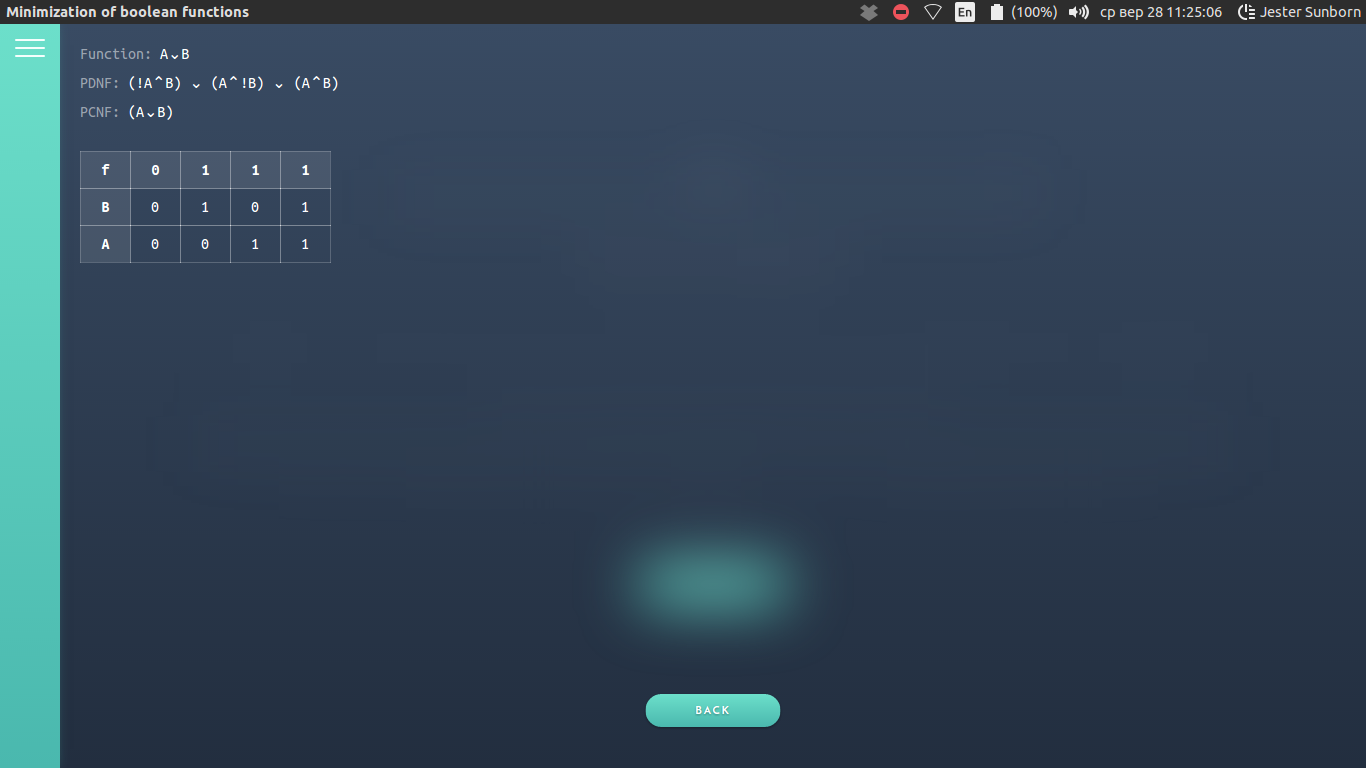 Minimization of boolean functions En (100%) ср вер 28 11:25:06 Jester Sunborn
Function: A⌄B
PDNF: (!A^B) ⌄ (A^!B) ⌄ (A^B)
PCNF: (A⌄B)
f 0 1 1 1
B 0 1 0 1
A 0 0 1 1
BACK